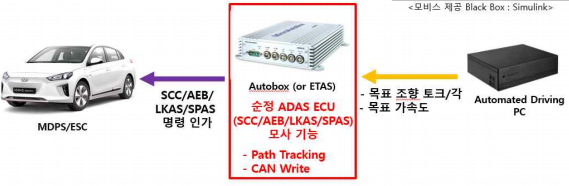 <모비스 제공 Black Box : Simulink>
MDPS/ESC
SCC/AEB/
LKAS/SPAS
명령 인가
Autobox (or ETAS)
순정 ADAS ECU
(SCC/AEB/LKAS/SPAS)
모사 기능
- Path Tracking
- CAN Write
- 목표 조향 토크/각
- 목표 가속도
Automated Driving
PC